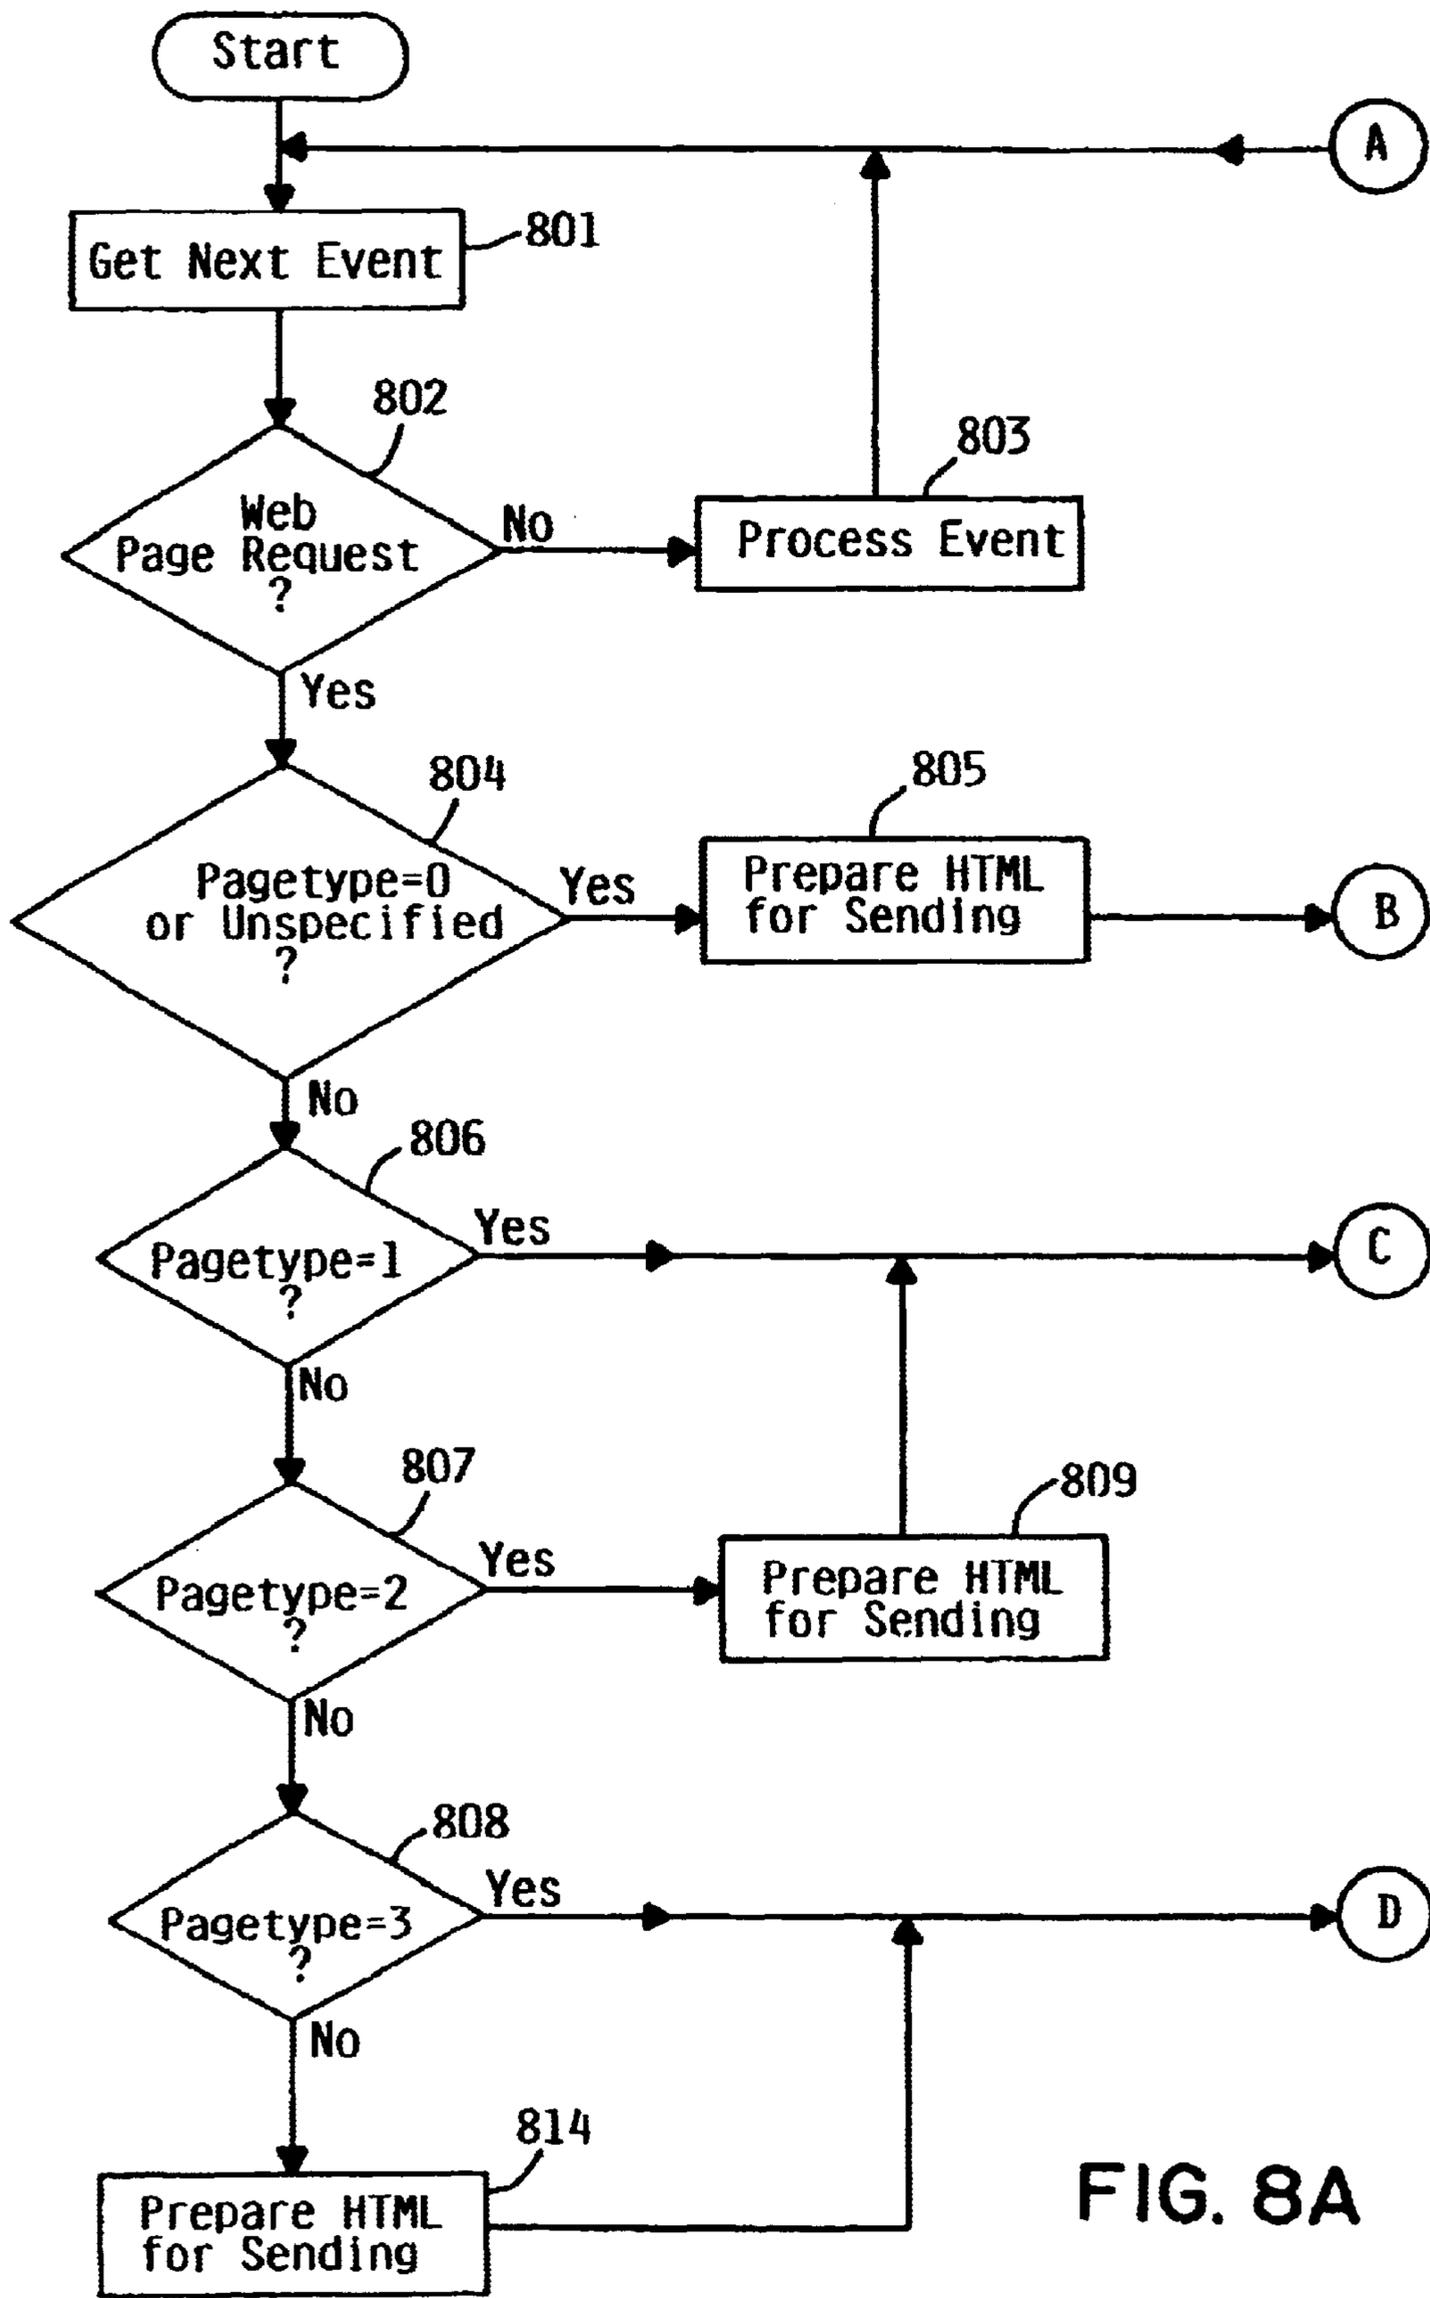 Start
A
Get Next Event
801
802
Web
Page Request
?
No
803
Process Event
Yes
804
Pagetype=0
or Unspecified
?
Yes
805
Prepare HTML
for Sending
B
No
806
Pagetype=1
?
Yes
C
No
807
Pagetype=2
?
Yes
809
Prepare HTML
for Sending
No
808
Pagetype=3
?
Yes
D
No
814
Prepare HTML
for Sending
FIG. 8A